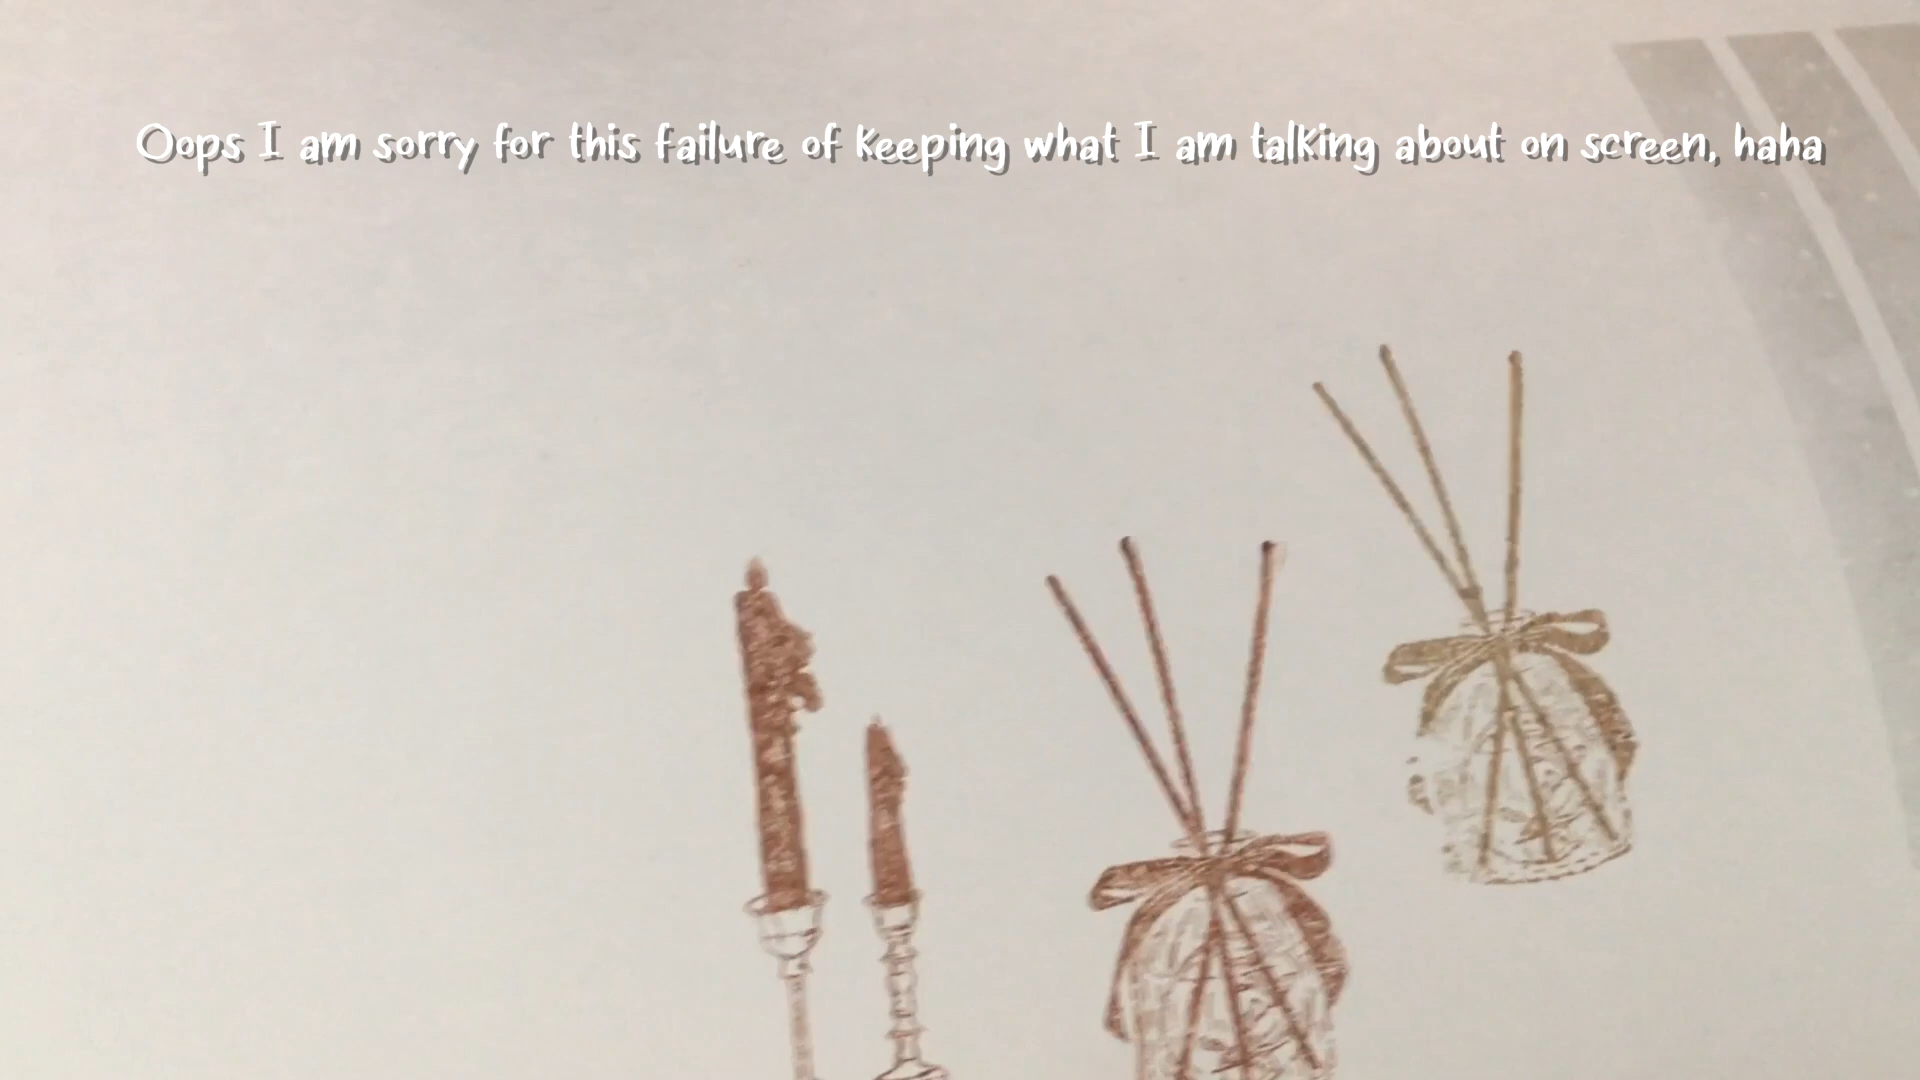 Oops I am sorry for this failure of keeping what I am talking about on screen, haha